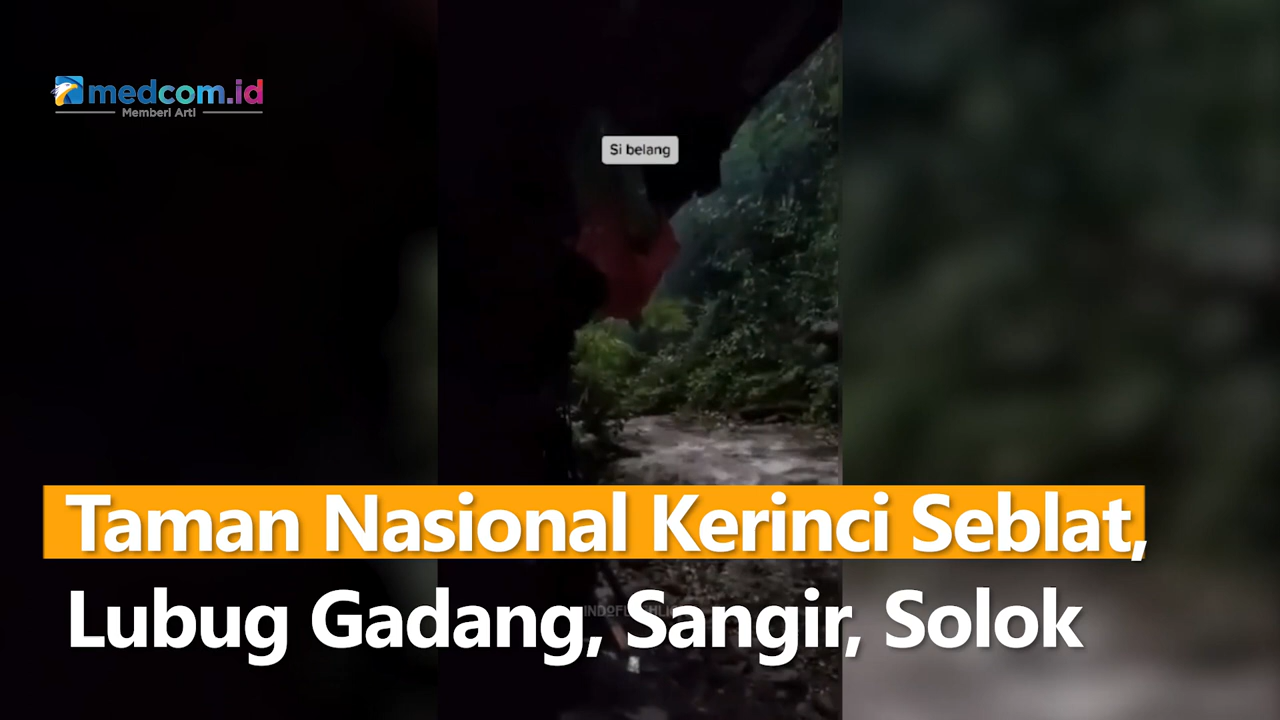 medcom.id
Memberi Arti
Si belang
Taman Nasional Kerinci Seblat,
Lubug Gadang, Sangir, Solok